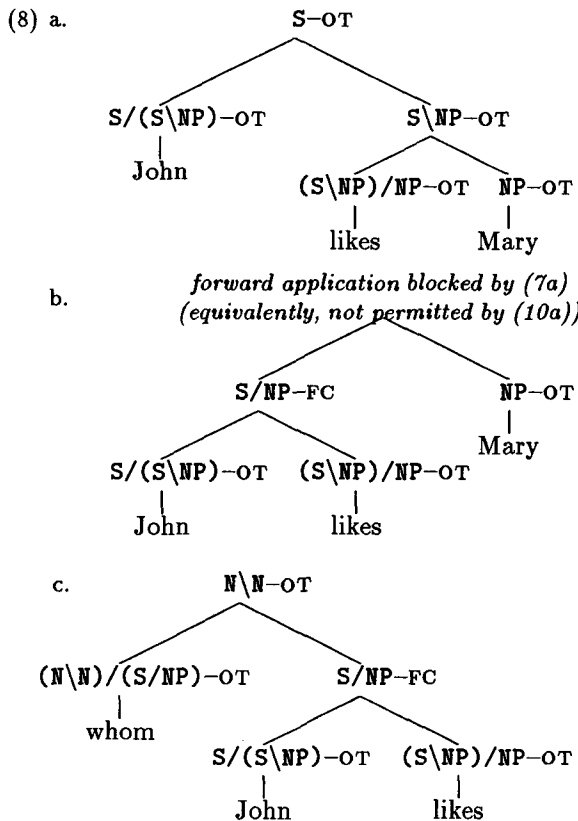 (8) a. S–OT
S/(S\NP)–OT S\NP–OT
John (S\NP)/NP–OT NP–OT
likes Mary
forward application blocked by (7a)
b. (equivalently, not permitted by (10a))
S/NP–FC NP–OT
Mary
S/(S\NP)–OT (S\NP)/NP–OT
John likes
c. N\N–OT
(N\N)/(S/NP)–OT S/NP–FC
whom
S/(S\NP)–OT (S\NP)/NP–OT
John likes